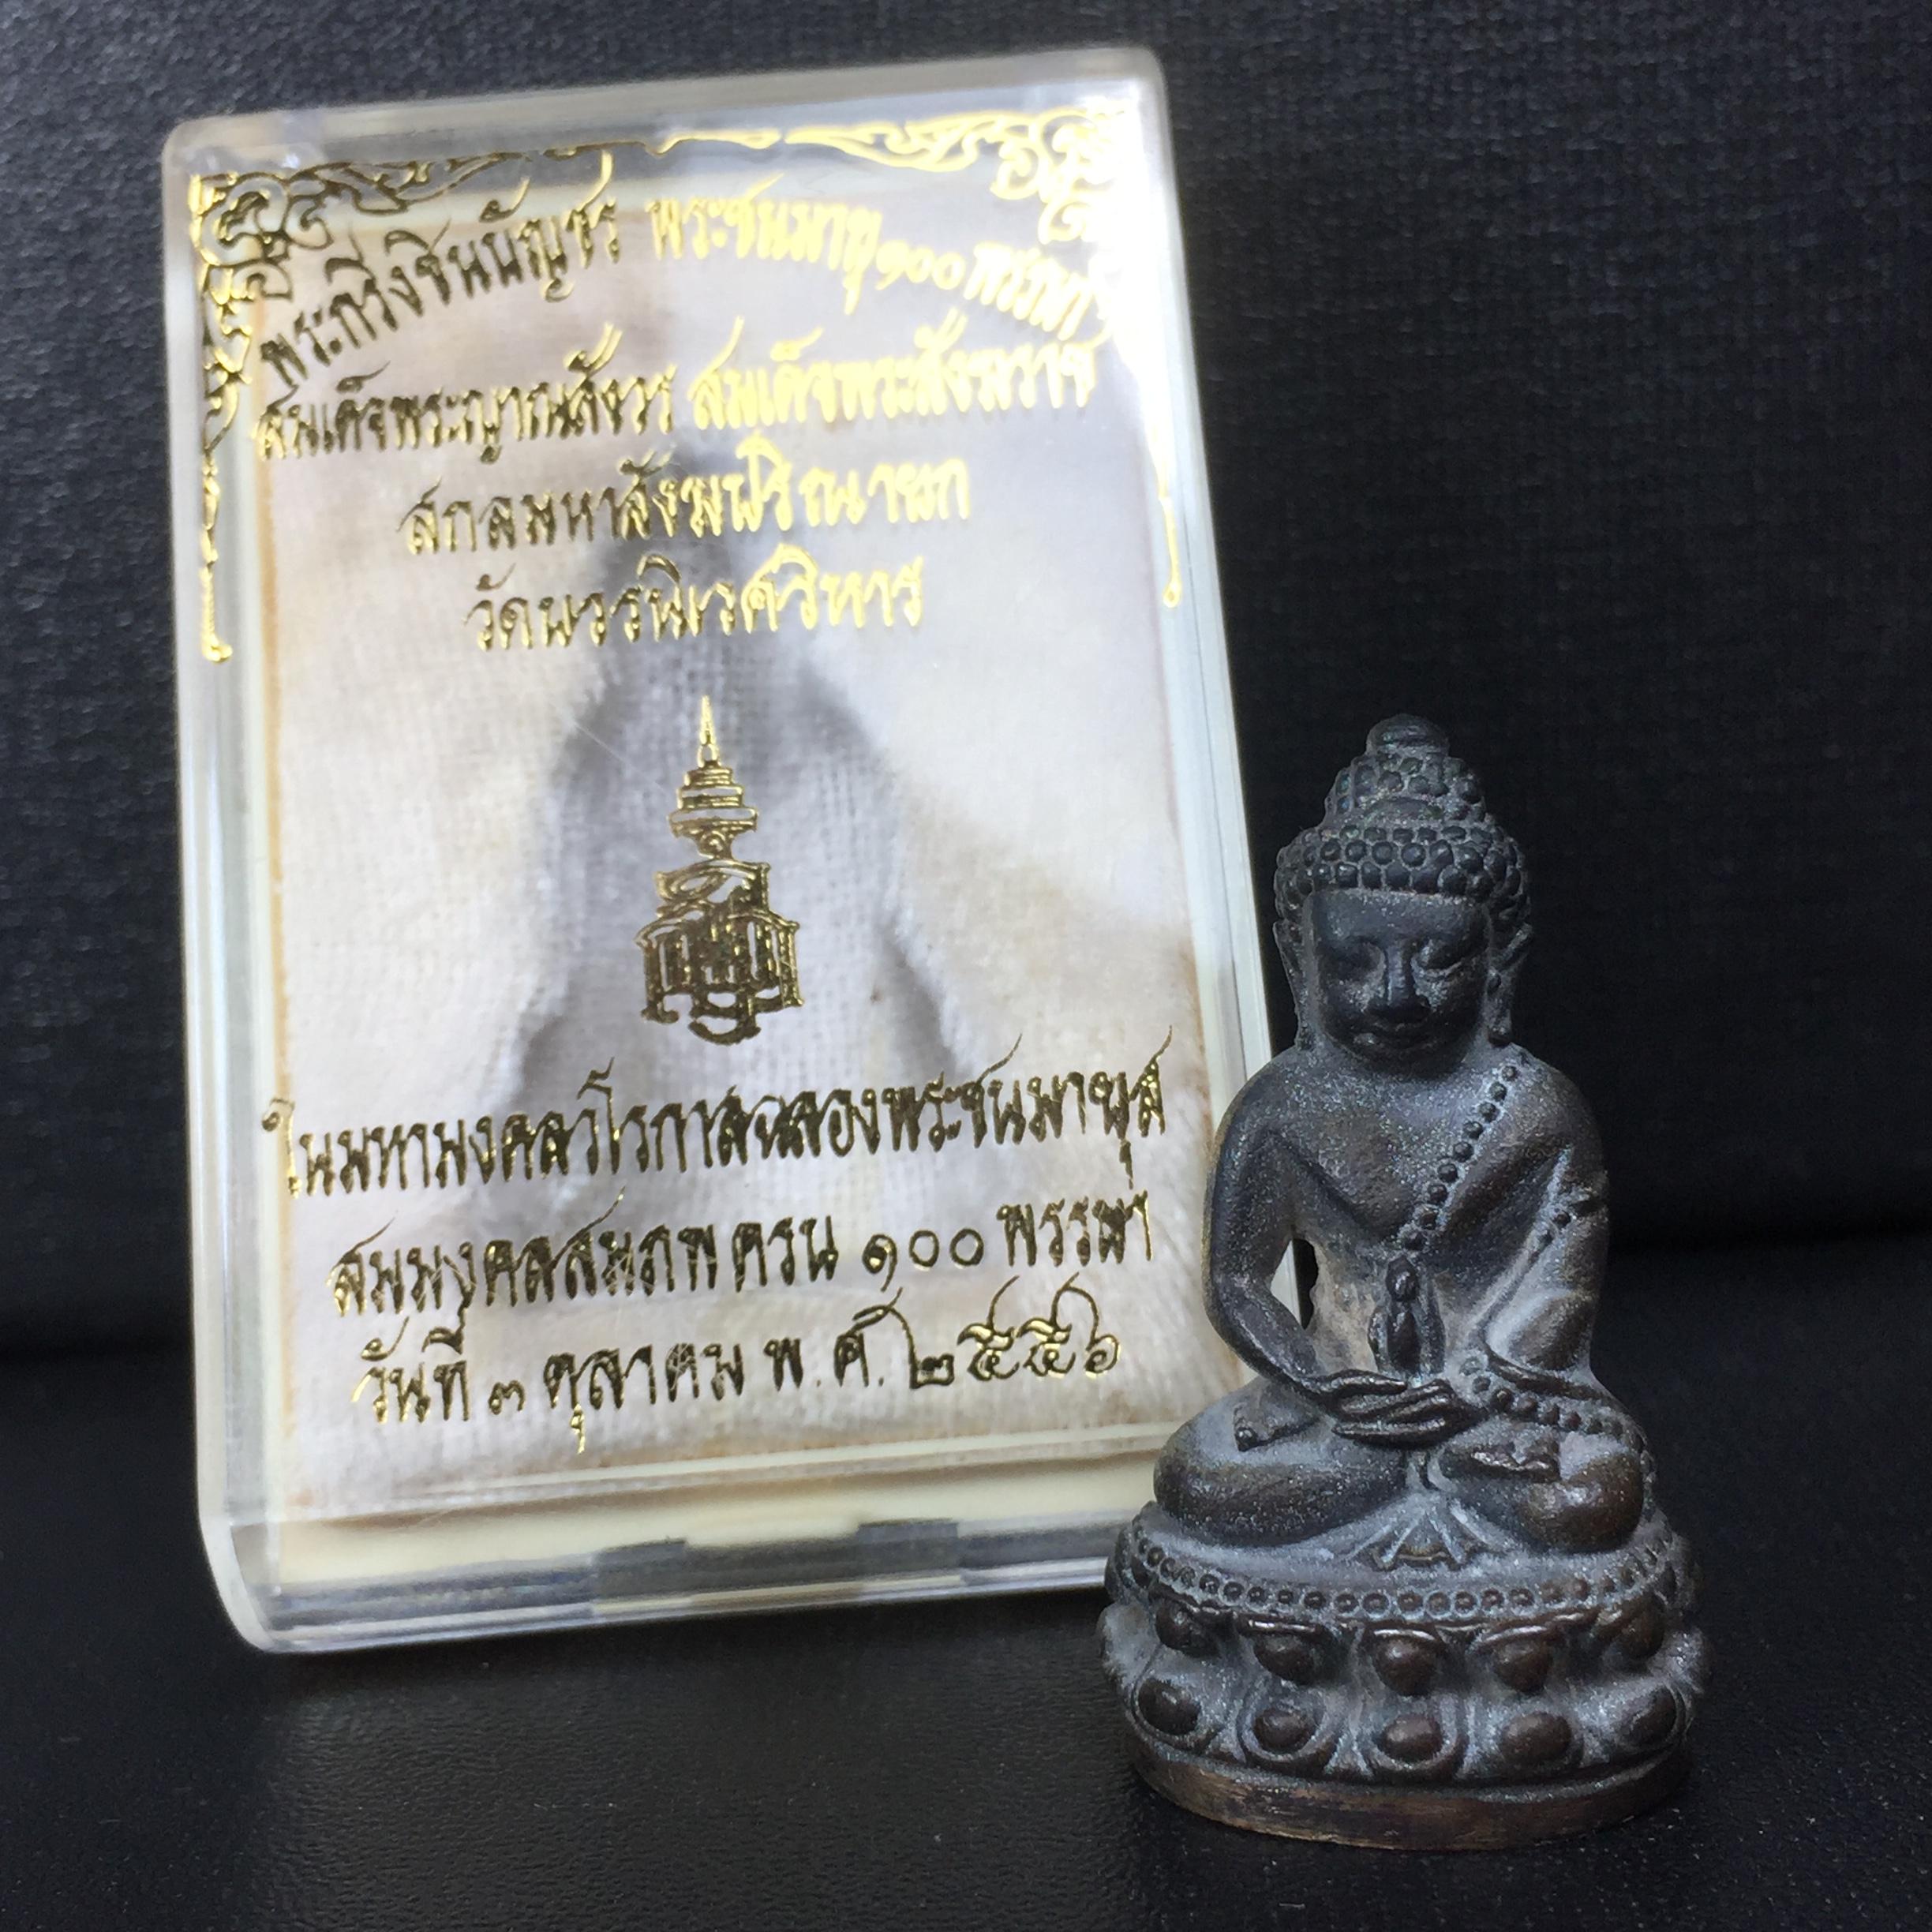 พระกริ่งชินบัญชร พระชนมายุ ๑๐๐ พรรษา
สมเด็จพระญาณสังวร สมเด็จพระสังฆราช
สกลมหาสังฆปริณายก
วัดบวรนิเวศวิหาร
ในมหามงคลวโรกาสฉลองพระชนมายุส
สมมงคลสมภพ ครบ ๑๐๐ พรรษา
วันที่ ๓ ตุลาคม พ.ศ. ๒๕๕๖